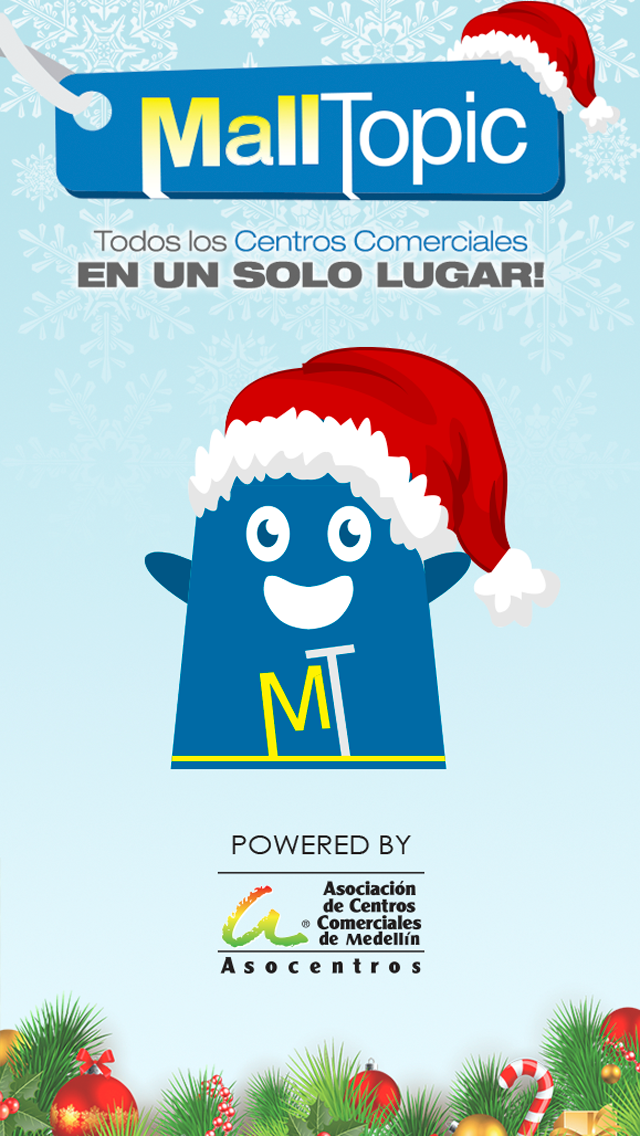 MallTopic
Todos los Centros Comerciales
EN UN SOLO LUGAR!
MT
POWERED BY
a ® Asociación
de Centros
Comerciales
de Medellín
Asocentros